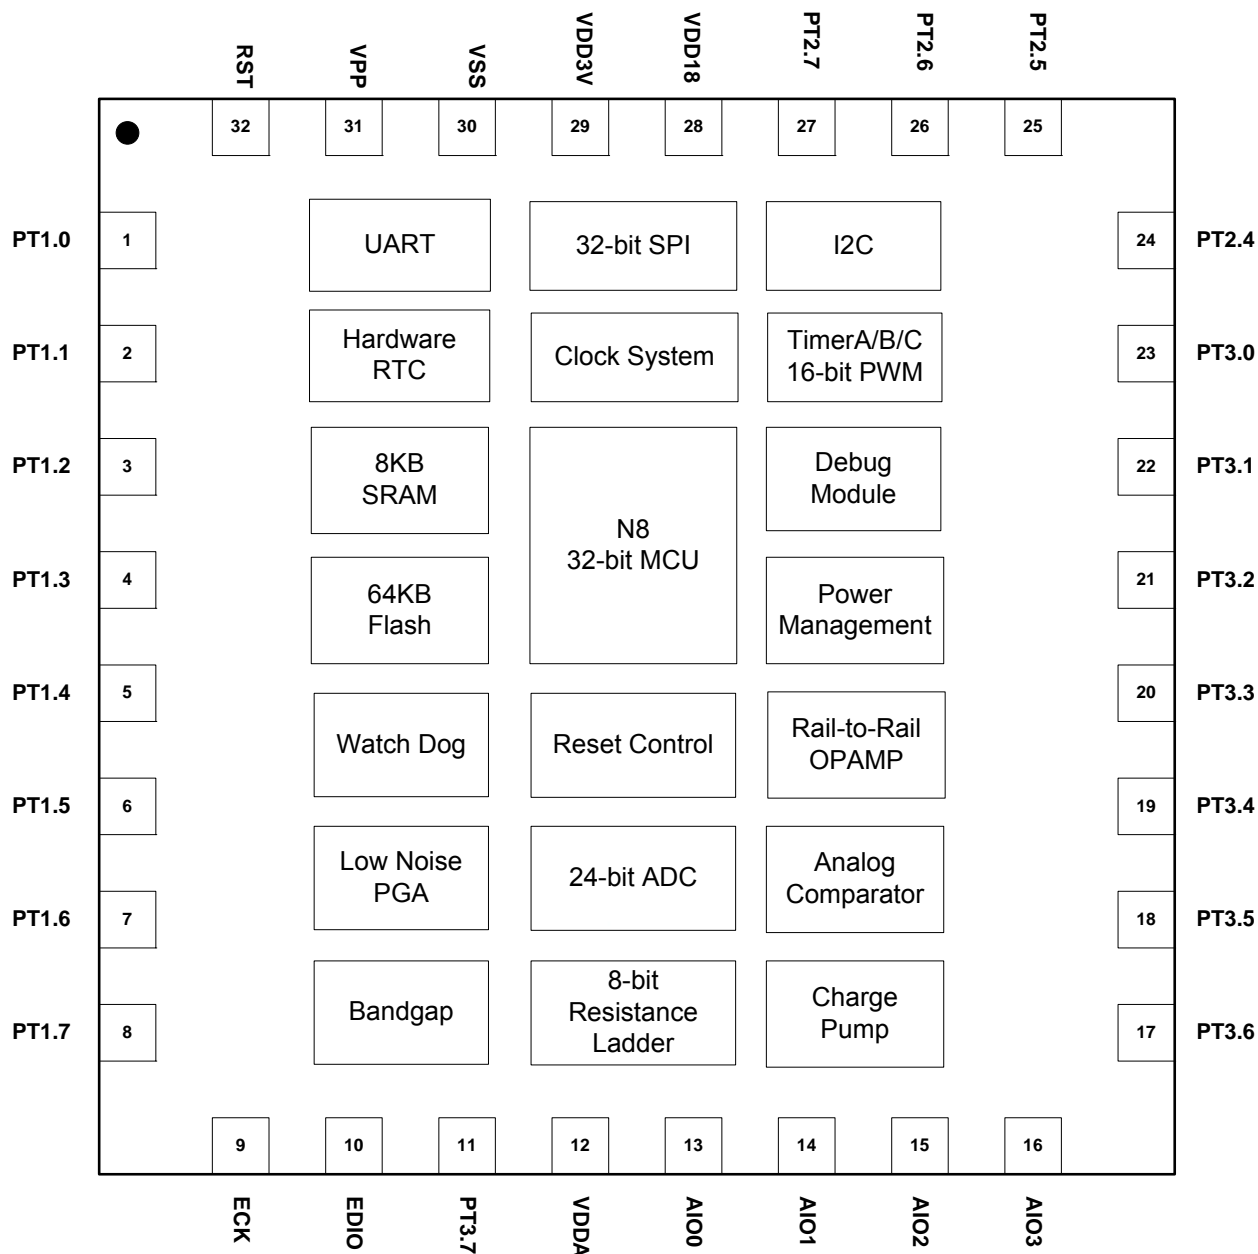 RST
VPP
VSS
VDD3V
VDD18
PT2.7
PT2.6
PT2.5
32
31
30
29
28
27
26
25
PT1.0
1
UART
32-bit SPI
I2C
24
PT2.4
PT1.1
2
Hardware
RTC
Clock System
TimerA/B/C
16-bit PWM
23
PT3.0
PT1.2
3
8KB
SRAM
N8
32-bit MCU
Debug
Module
22
PT3.1
PT1.3
4
64KB
Flash
Power
Management
21
PT3.2
PT1.4
5
Watch Dog
Reset Control
Rail-to-Rail
OPAMP
20
PT3.3
PT1.5
6
19
PT3.4
Low Noise
PGA
24-bit ADC
Analog
Comparator
PT1.6
7
18
PT3.5
PT1.7
8
Bandgap
8-bit
Resistance
Ladder
Charge
Pump
17
PT3.6
9
10
11
12
13
14
15
16
ECK
EDIO
PT3.7
VDDA
AIO0
AIO1
AIO2
AIO3